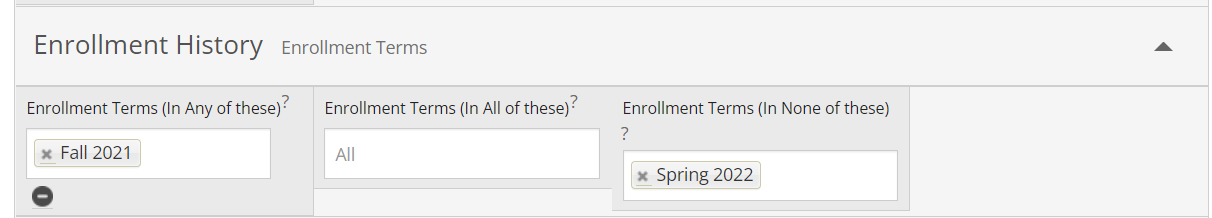 Enrollment History Enrollment Terms
Enrollment Terms (In Any of these)?
Enrollment Terms (In All of these)?
Enrollment Terms (In None of these)
?
Fall 2021
All
Spring 2022